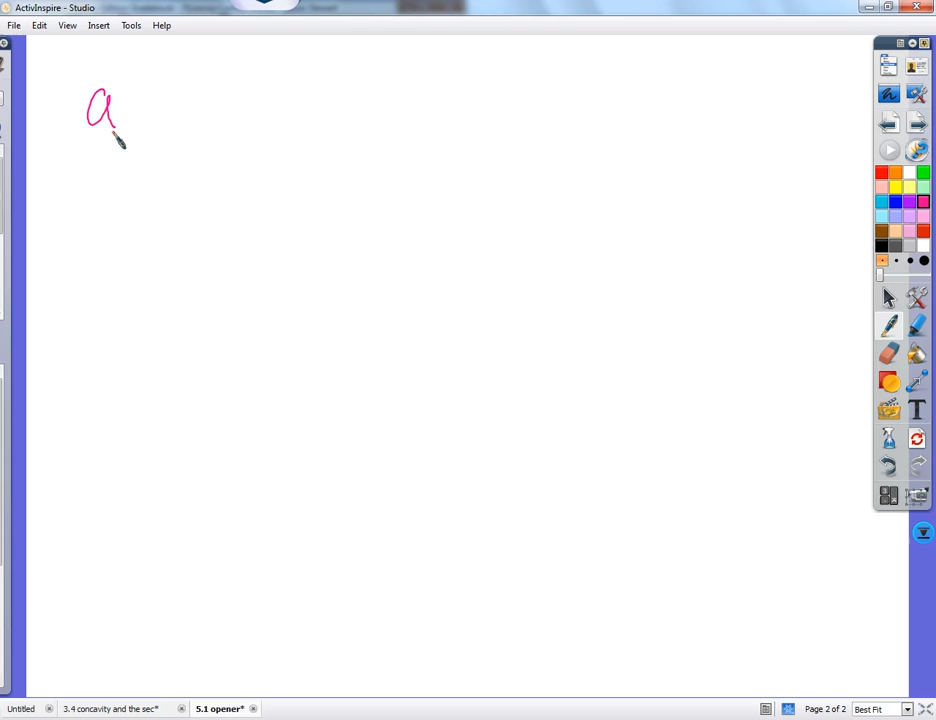 ActivInspire - Studio
File Edit View Insert Tools Help
a
T
Untitled 3.4 concavity and the sec* 5.1 opener* Page 2 of 2 Best Fit